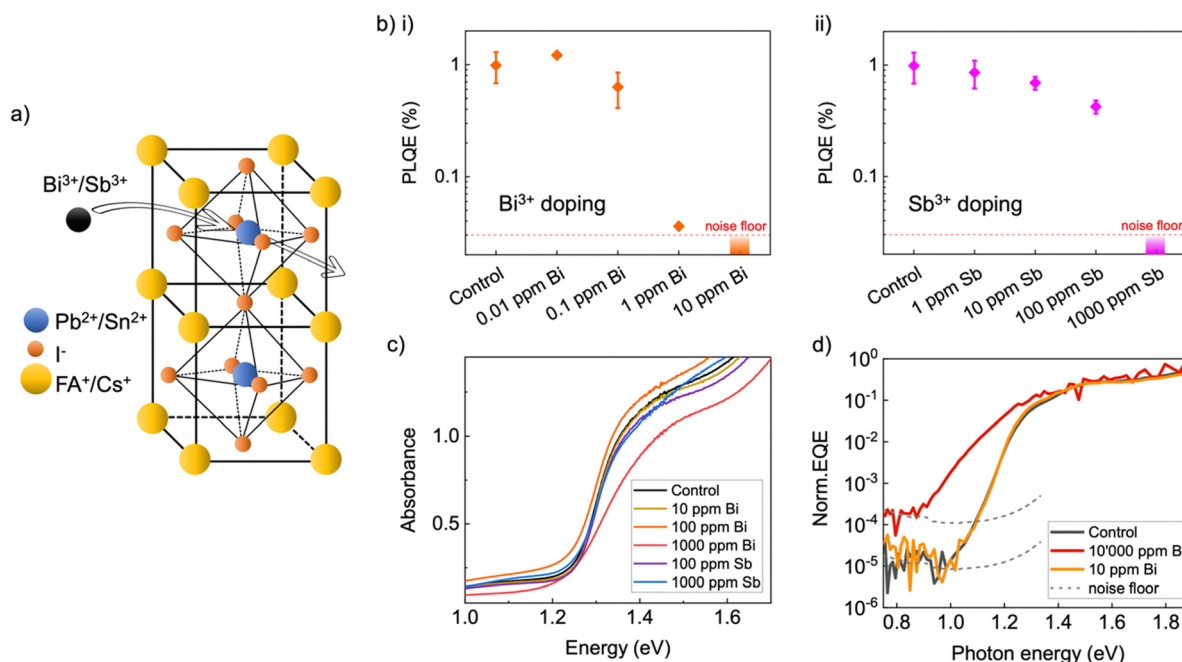 a)
Bi³⁺/Sb³⁺
Pb²⁺/Sn²⁺
I⁻
FA⁺/Cs⁺
b) i)
PLQE (%)
1
0.1
Bi³⁺ doping
noise floor
Control
0.01 ppm Bi
0.1 ppm Bi
1 ppm Bi
10 ppm Bi
ii)
PLQE (%)
1
0.1
Sb³⁺ doping
noise floor
Control
1 ppm Sb
10 ppm Sb
100 ppm Sb
1000 ppm Sb
c)
Absorbance
1.0
0.5
Control
10 ppm Bi
100 ppm Bi
1000 ppm Bi
100 ppm Sb
1000 ppm Sb
1.0 1.2 1.4 1.6
Energy (eV)
d)
Norm.EQE
10⁰
10⁻¹
10⁻²
10⁻³
10⁻⁴
10⁻⁵
10⁻⁶
Control
10'000 ppm B
10 ppm Bi
noise floor
0.8 1.0 1.2 1.4 1.6 1.8
Photon energy (eV)